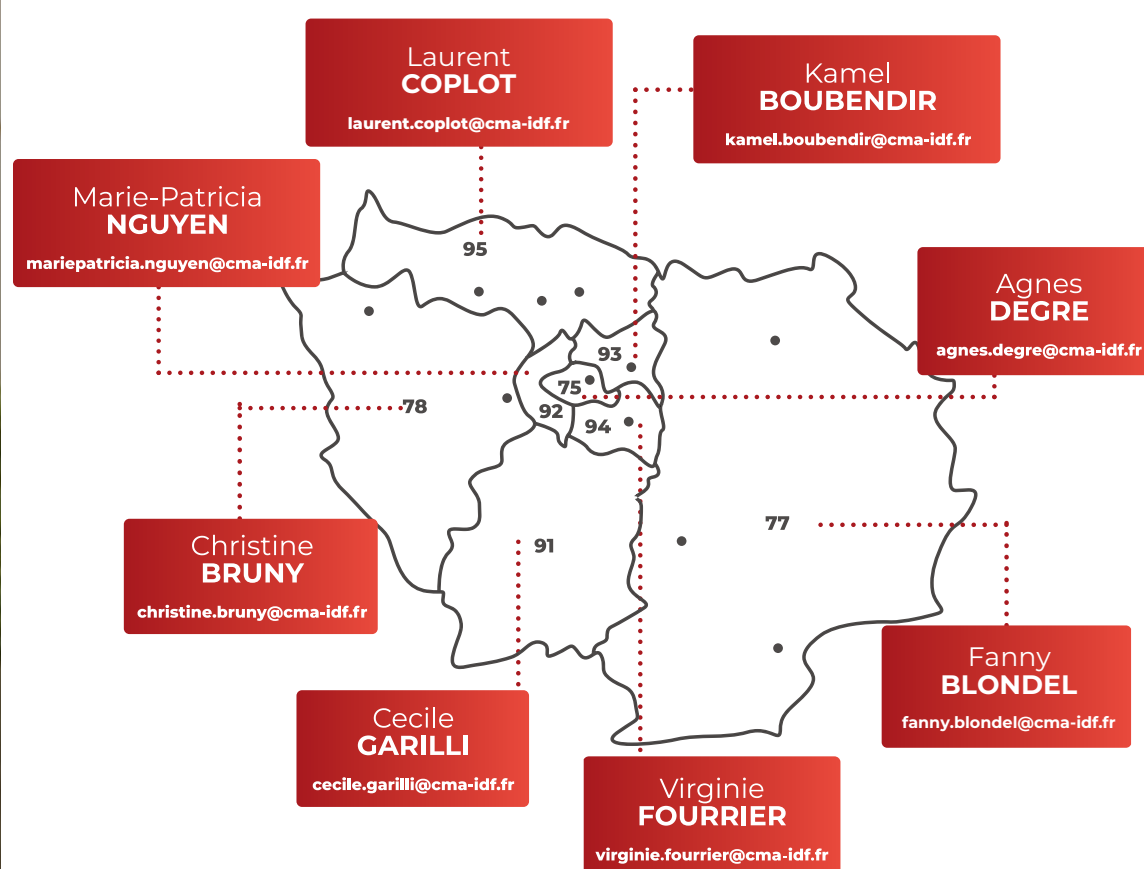 Laurent
COPLOT
laurent.coplot@cma-idf.fr
Kamel
BOUBENDIR
kamel.boubendir@cma-idf.fr
Marie-Patricia
NGUYEN
mariepatricia.nguyen@cma-idf.fr
95
Agnes
DEGRE
agnes.degre@cma-idf.fr
93
75
78
92
94
77
91
Christine
BRUNY
christine.bruny@cma-idf.fr
Fanny
BLONDEL
fanny.blondel@cma-idf.fr
Cecile
GARILLI
cecile.garilli@cma-idf.fr
Virginie
FOURRIER
virginie.fourrier@cma-idf.fr